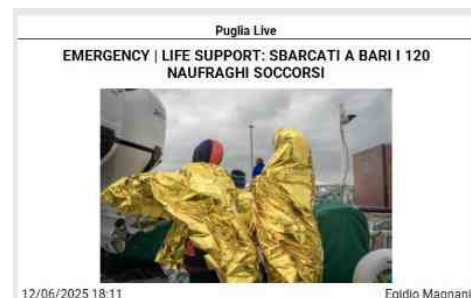 Puglia Live
EMERGENCY | LIFE SUPPORT: SBARCATI A BARI I 120
NAUFRAGHI SOCCORSI
12/06/2025 18:11
Egidio Magnani